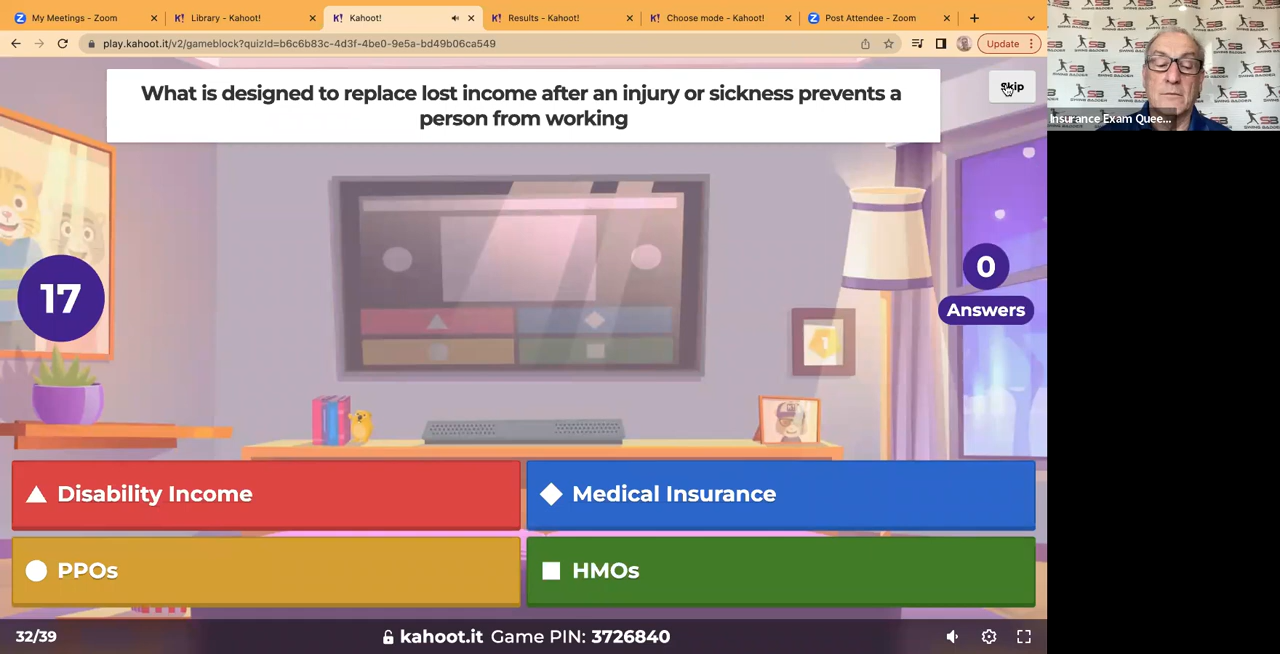 My Meetings - Zoom
Library - Kahoot!
Kahoot!
Results - Kahoot!
Choose mode - Kahoot!
Post Attendee - Zoom
play.kahoot.it/v2/gameblock?quizId=b6c6b83c-4d3f-4be0-9e5a-bd49b06ca549
Update
What is designed to replace lost income after an injury or sickness prevents a
person from working
Skip
Insurance Exam Quee...
17
0
Answers
Disability Income
Medical Insurance
PPOs
HMOs
32/39
kahoot.it Game PIN: 3726840